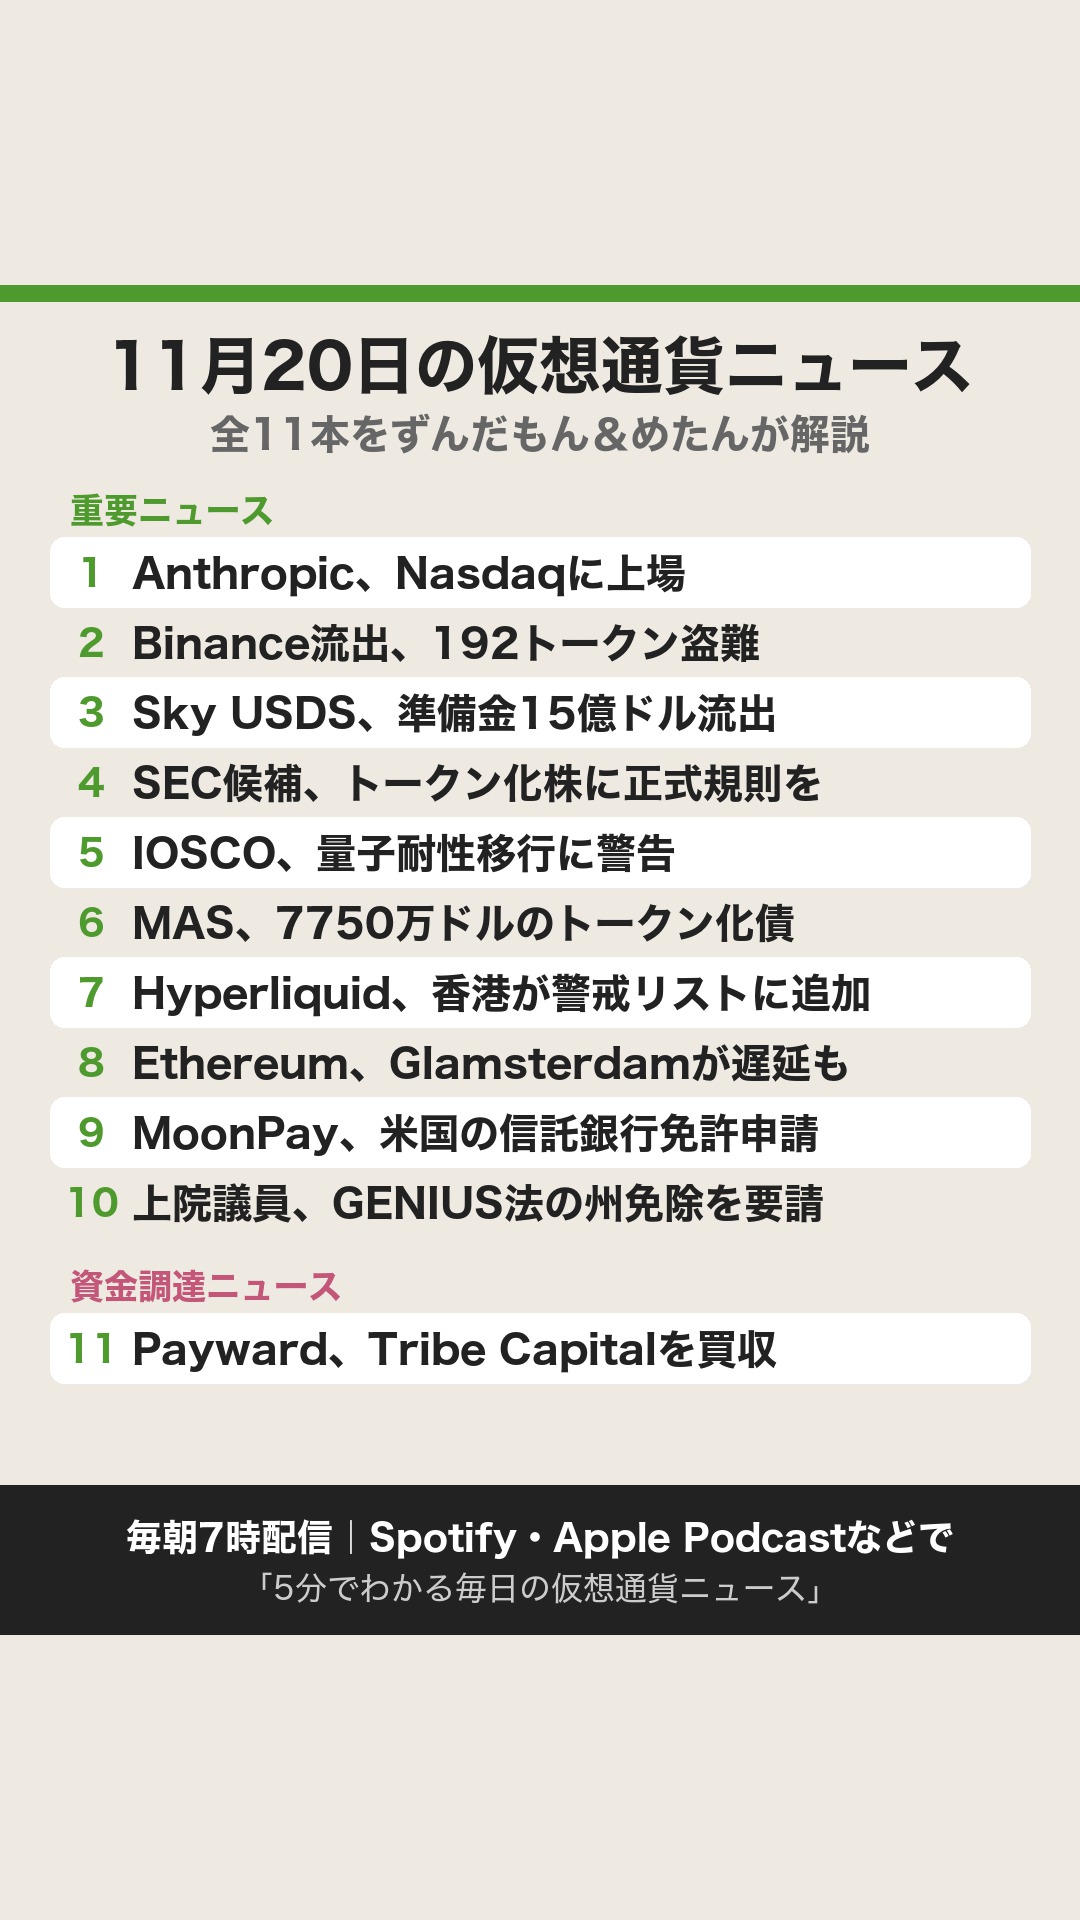 11月20日の仮想通貨ニュース
全11本をずんだもん＆めたんが解説
重要ニュース
1 Anthropic、Nasdaqに上場
2 Binance流出、192トークン盗難
3 Sky USDS、準備金15億ドル流出
4 SEC候補、トークン化株に正式規則を
5 IOSCO、量子耐性移行に警告
6 MAS、7750万ドルのトークン化債
7 Hyperliquid、香港が警戒リストに追加
8 Ethereum、Glamsterdamが遅延も
9 MoonPay、米国の信託銀行免許申請
10 上院議員、GENIUS法の州免除を要請
資金調達ニュース
11 Payward、Tribe Capitalを買収
毎朝7時配信｜Spotify・Apple Podcastなどで
「5分でわかる毎日の仮想通貨ニュース」